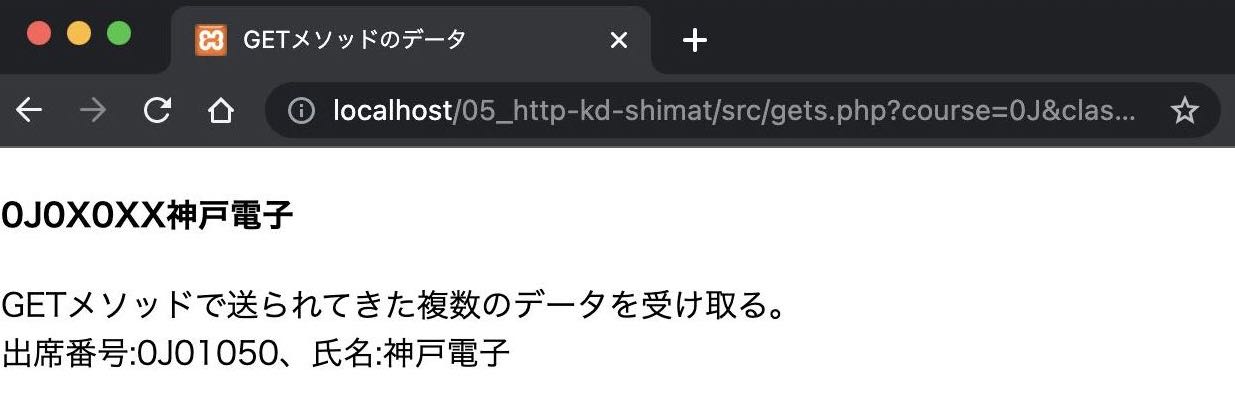 GETメソッドのデータ
localhost/05_http-kd-shimat/src/gets.php?course=0J&clas...
0J0X0XX神戸電子
GETメソッドで送られてきた複数のデータを受け取る。
出席番号:0J01050、氏名:神戸電子